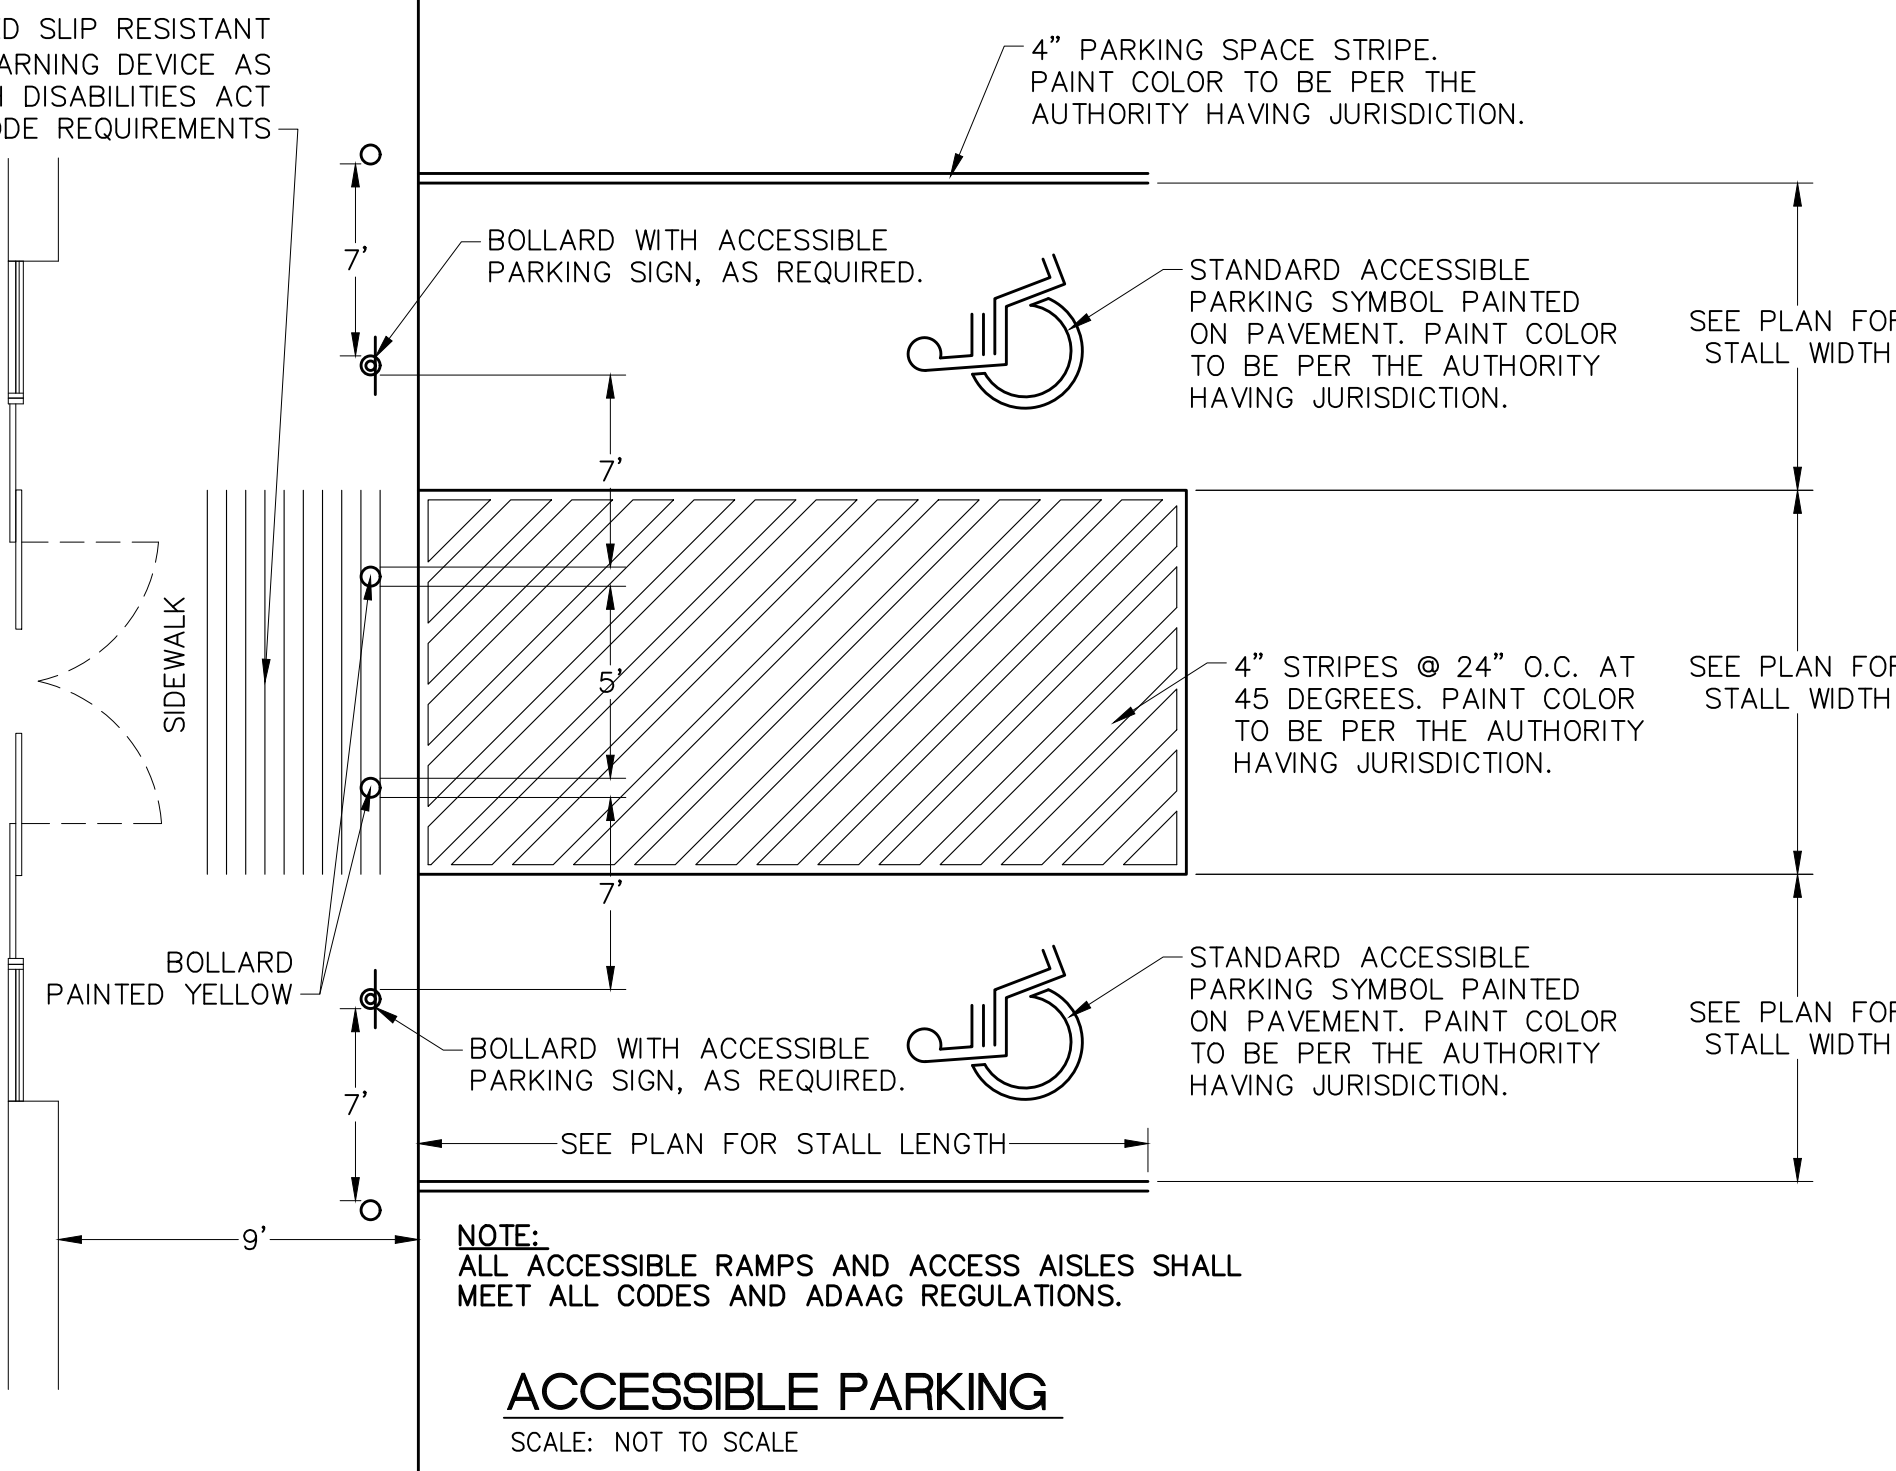 SLIP RESISTANT
DEVICE AS
DISABILITIES ACT
REQUIREMENTS
4” PARKING SPACE STRIPE.
PAINT COLOR TO BE PER THE
AUTHORITY HAVING JURISDICTION.
7’
BOLLARD WITH ACCESSIBLE
PARKING SIGN, AS REQUIRED.
STANDARD ACCESSIBLE
PARKING SYMBOL PAINTED
ON PAVEMENT. PAINT COLOR
TO BE PER THE AUTHORITY
HAVING JURISDICTION.
SEE PLAN
STALL WIDTH
7’
SIDEWALK
5’
4” STRIPES @ 24” O.C. AT
45 DEGREES. PAINT COLOR
TO BE PER THE AUTHORITY
HAVING JURISDICTION.
SEE PLAN
STALL WIDTH
7’
BOLLARD
PAINTED YELLOW
BOLLARD WITH ACCESSIBLE
PARKING SIGN, AS REQUIRED.
STANDARD ACCESSIBLE
PARKING SYMBOL PAINTED
ON PAVEMENT. PAINT COLOR
TO BE PER THE AUTHORITY
HAVING JURISDICTION.
SEE PLAN
STALL WIDTH
7’
SEE PLAN FOR STALL LENGTH
9’
NOTE:
ALL ACCESSIBLE RAMPS AND ACCESS AISLES SHALL
MEET ALL CODES AND ADAAG REGULATIONS.
ACCESSIBLE PARKING
SCALE: NOT TO SCALE